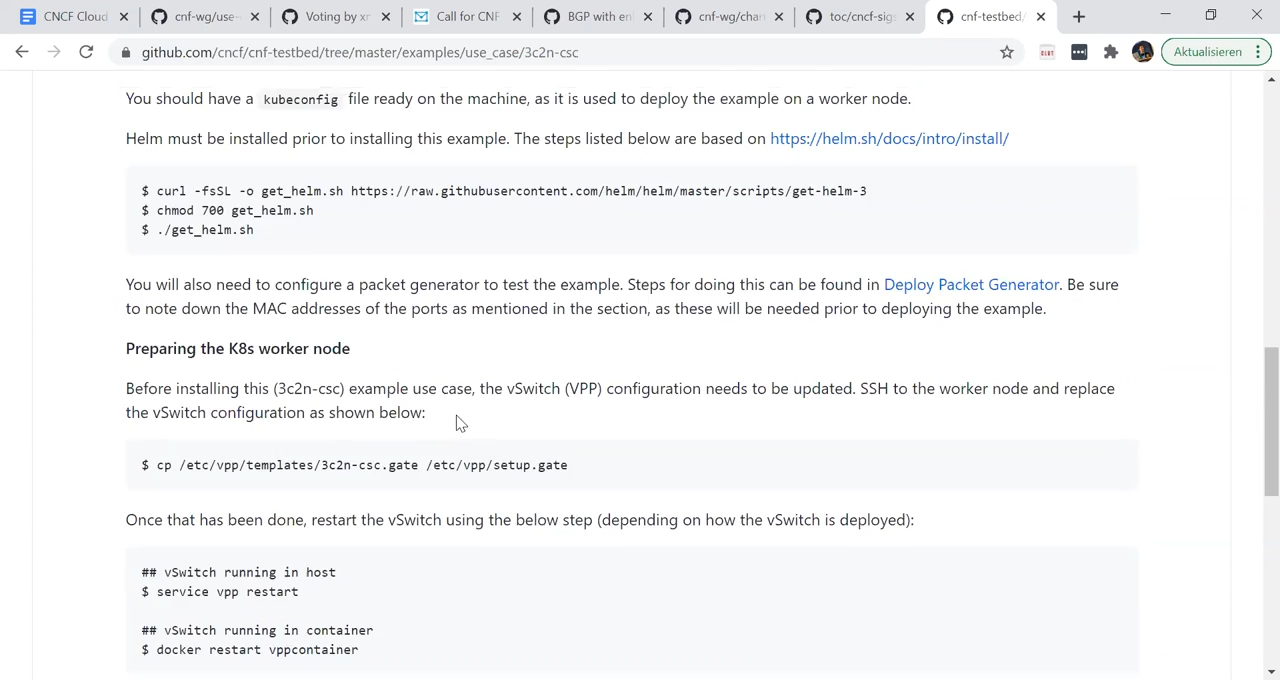 CNCF Cloud
cnf-wg/use-
Voting by
Call for CNF
BGP with
cnf-wg/char
toc/cncf-sigs
cnf-testbed/
github.com/cncf/cnf-testbed/tree/master/examples/use_case/3c2n-csc
Aktualisieren
You should have a kubeconfig file ready on the machine, as it is used to deploy the example on a worker node.
Helm must be installed prior to installing this example. The steps listed below are based on https://helm.sh/docs/intro/install/
$ curl -fsSL -o get_helm.sh https://raw.githubusercontent.com/helm/helm/master/scripts/get-helm-3
$ chmod 700 get_helm.sh
$ ./get_helm.sh
You will also need to configure a packet generator to test the example. Steps for doing this can be found in Deploy Packet Generator. Be sure
to note down the MAC addresses of the ports as mentioned in the section, as these will be needed prior to deploying the example.
Preparing the K8s worker node
Before installing this (3c2n-csc) example use case, the vSwitch (VPP) configuration needs to be updated. SSH to the worker node and replace
the vSwitch configuration as shown below:
$ cp /etc/vpp/templates/3c2n-csc.gate /etc/vpp/setup.gate
Once that has been done, restart the vSwitch using the below step (depending on how the vSwitch is deployed):
## vSwitch running in host
$ service vpp restart
## vSwitch running in container
$ docker restart vppcontainer